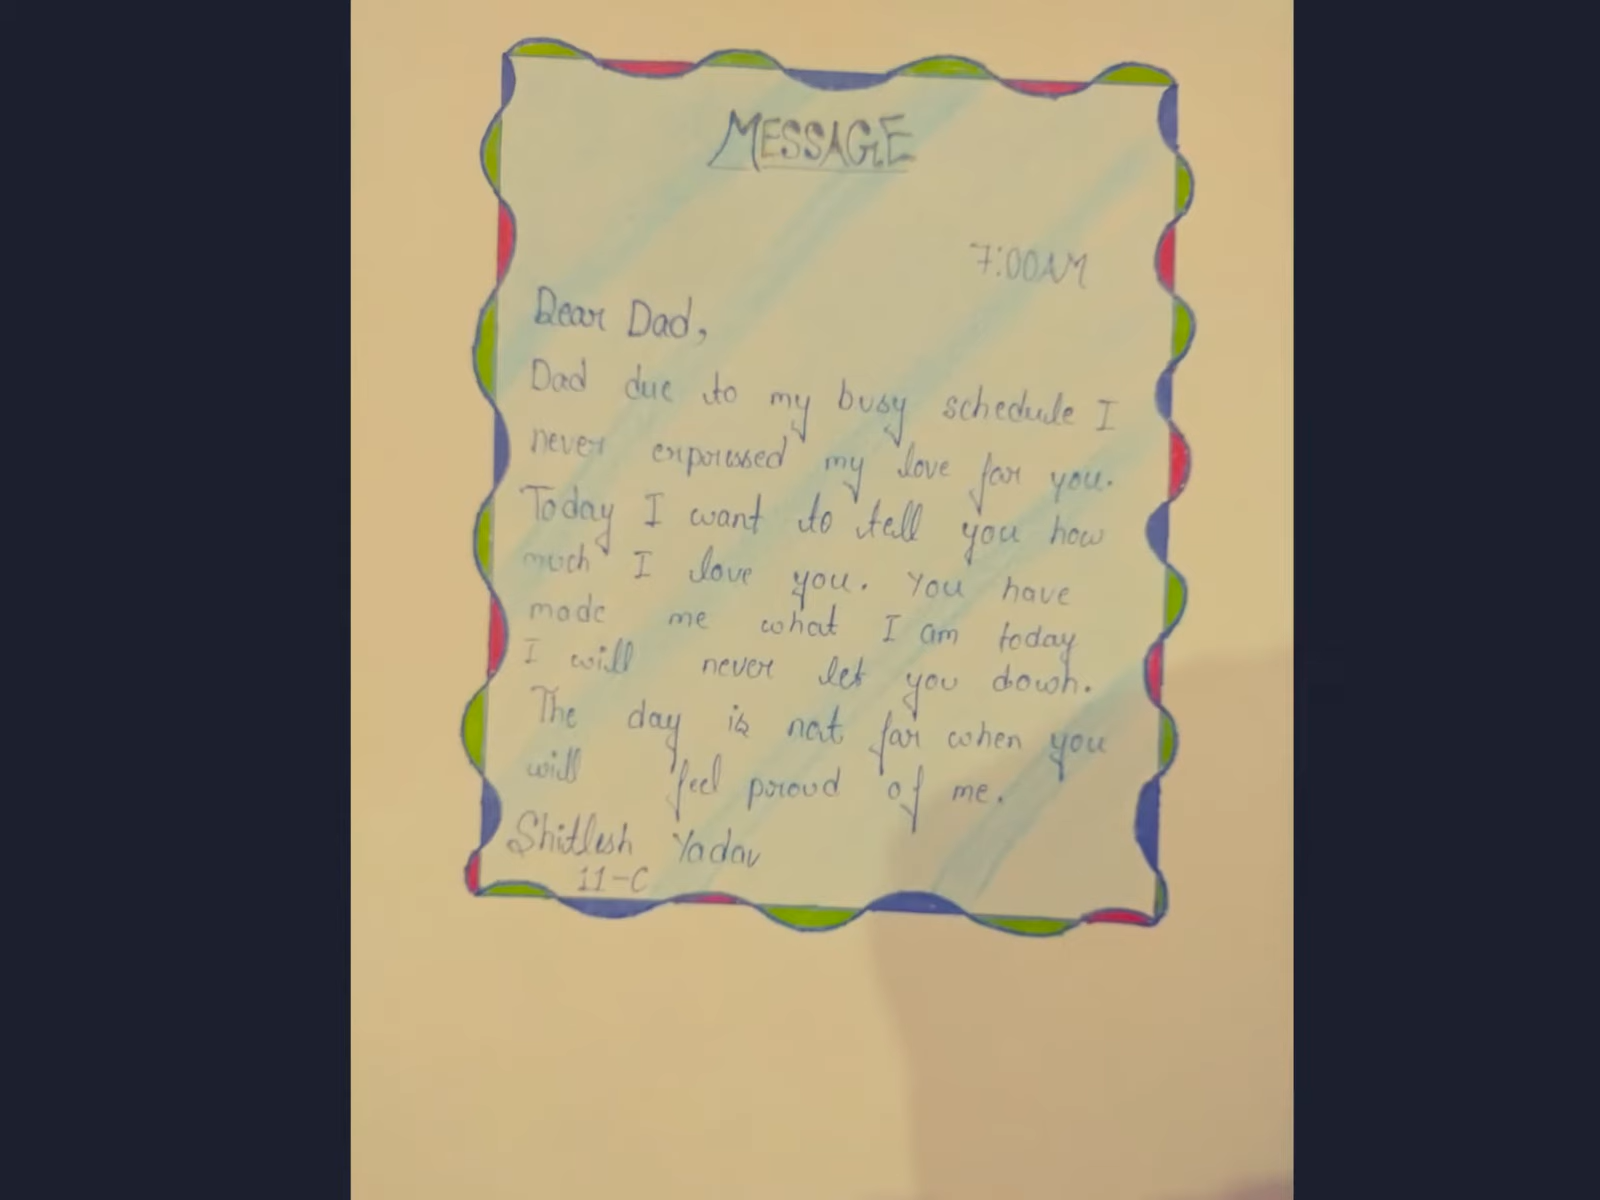 MESSAGE
7:00AM
Dear Dad,
Dad due to my busy schedule I
never expressed my love for you.
Today I want to tell you how
much I love you. You have
made me what I am today
I will never let you down.
The day is not far when you
will feel proud of me.
Shitlesh Yadav
11-C